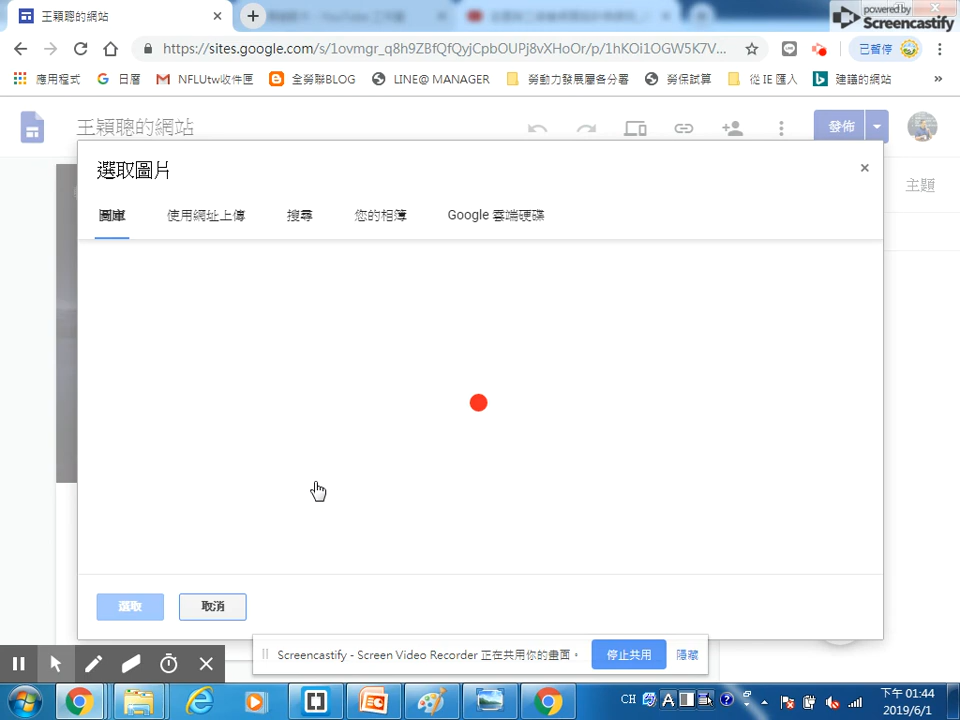 王穎聰的網站
powered by
Screencastify
https://sites.google.com/s/1ovmgr_q8h9ZBfQfQyjCpbOUPj8vXHoOr/p/1hKOi1OGW5K7V...
已暫停
應用程式
日曆
NFLUtw收件匣
全勞聯BLOG
LINE@ MANAGER
勞動力發展屬各分署
勞保試算
從 IE 匯入
建議的網站
»
王穎聰的網站
發佈
選取圖片
主題
圖庫
使用網址上傳
搜尋
您的相簿
Google 雲端硬碟
選取
取消
Screencastify - Screen Video Recorder 正在共用你的畫面。
停止共用
隱藏
CH
下午 01:44
2019/6/1